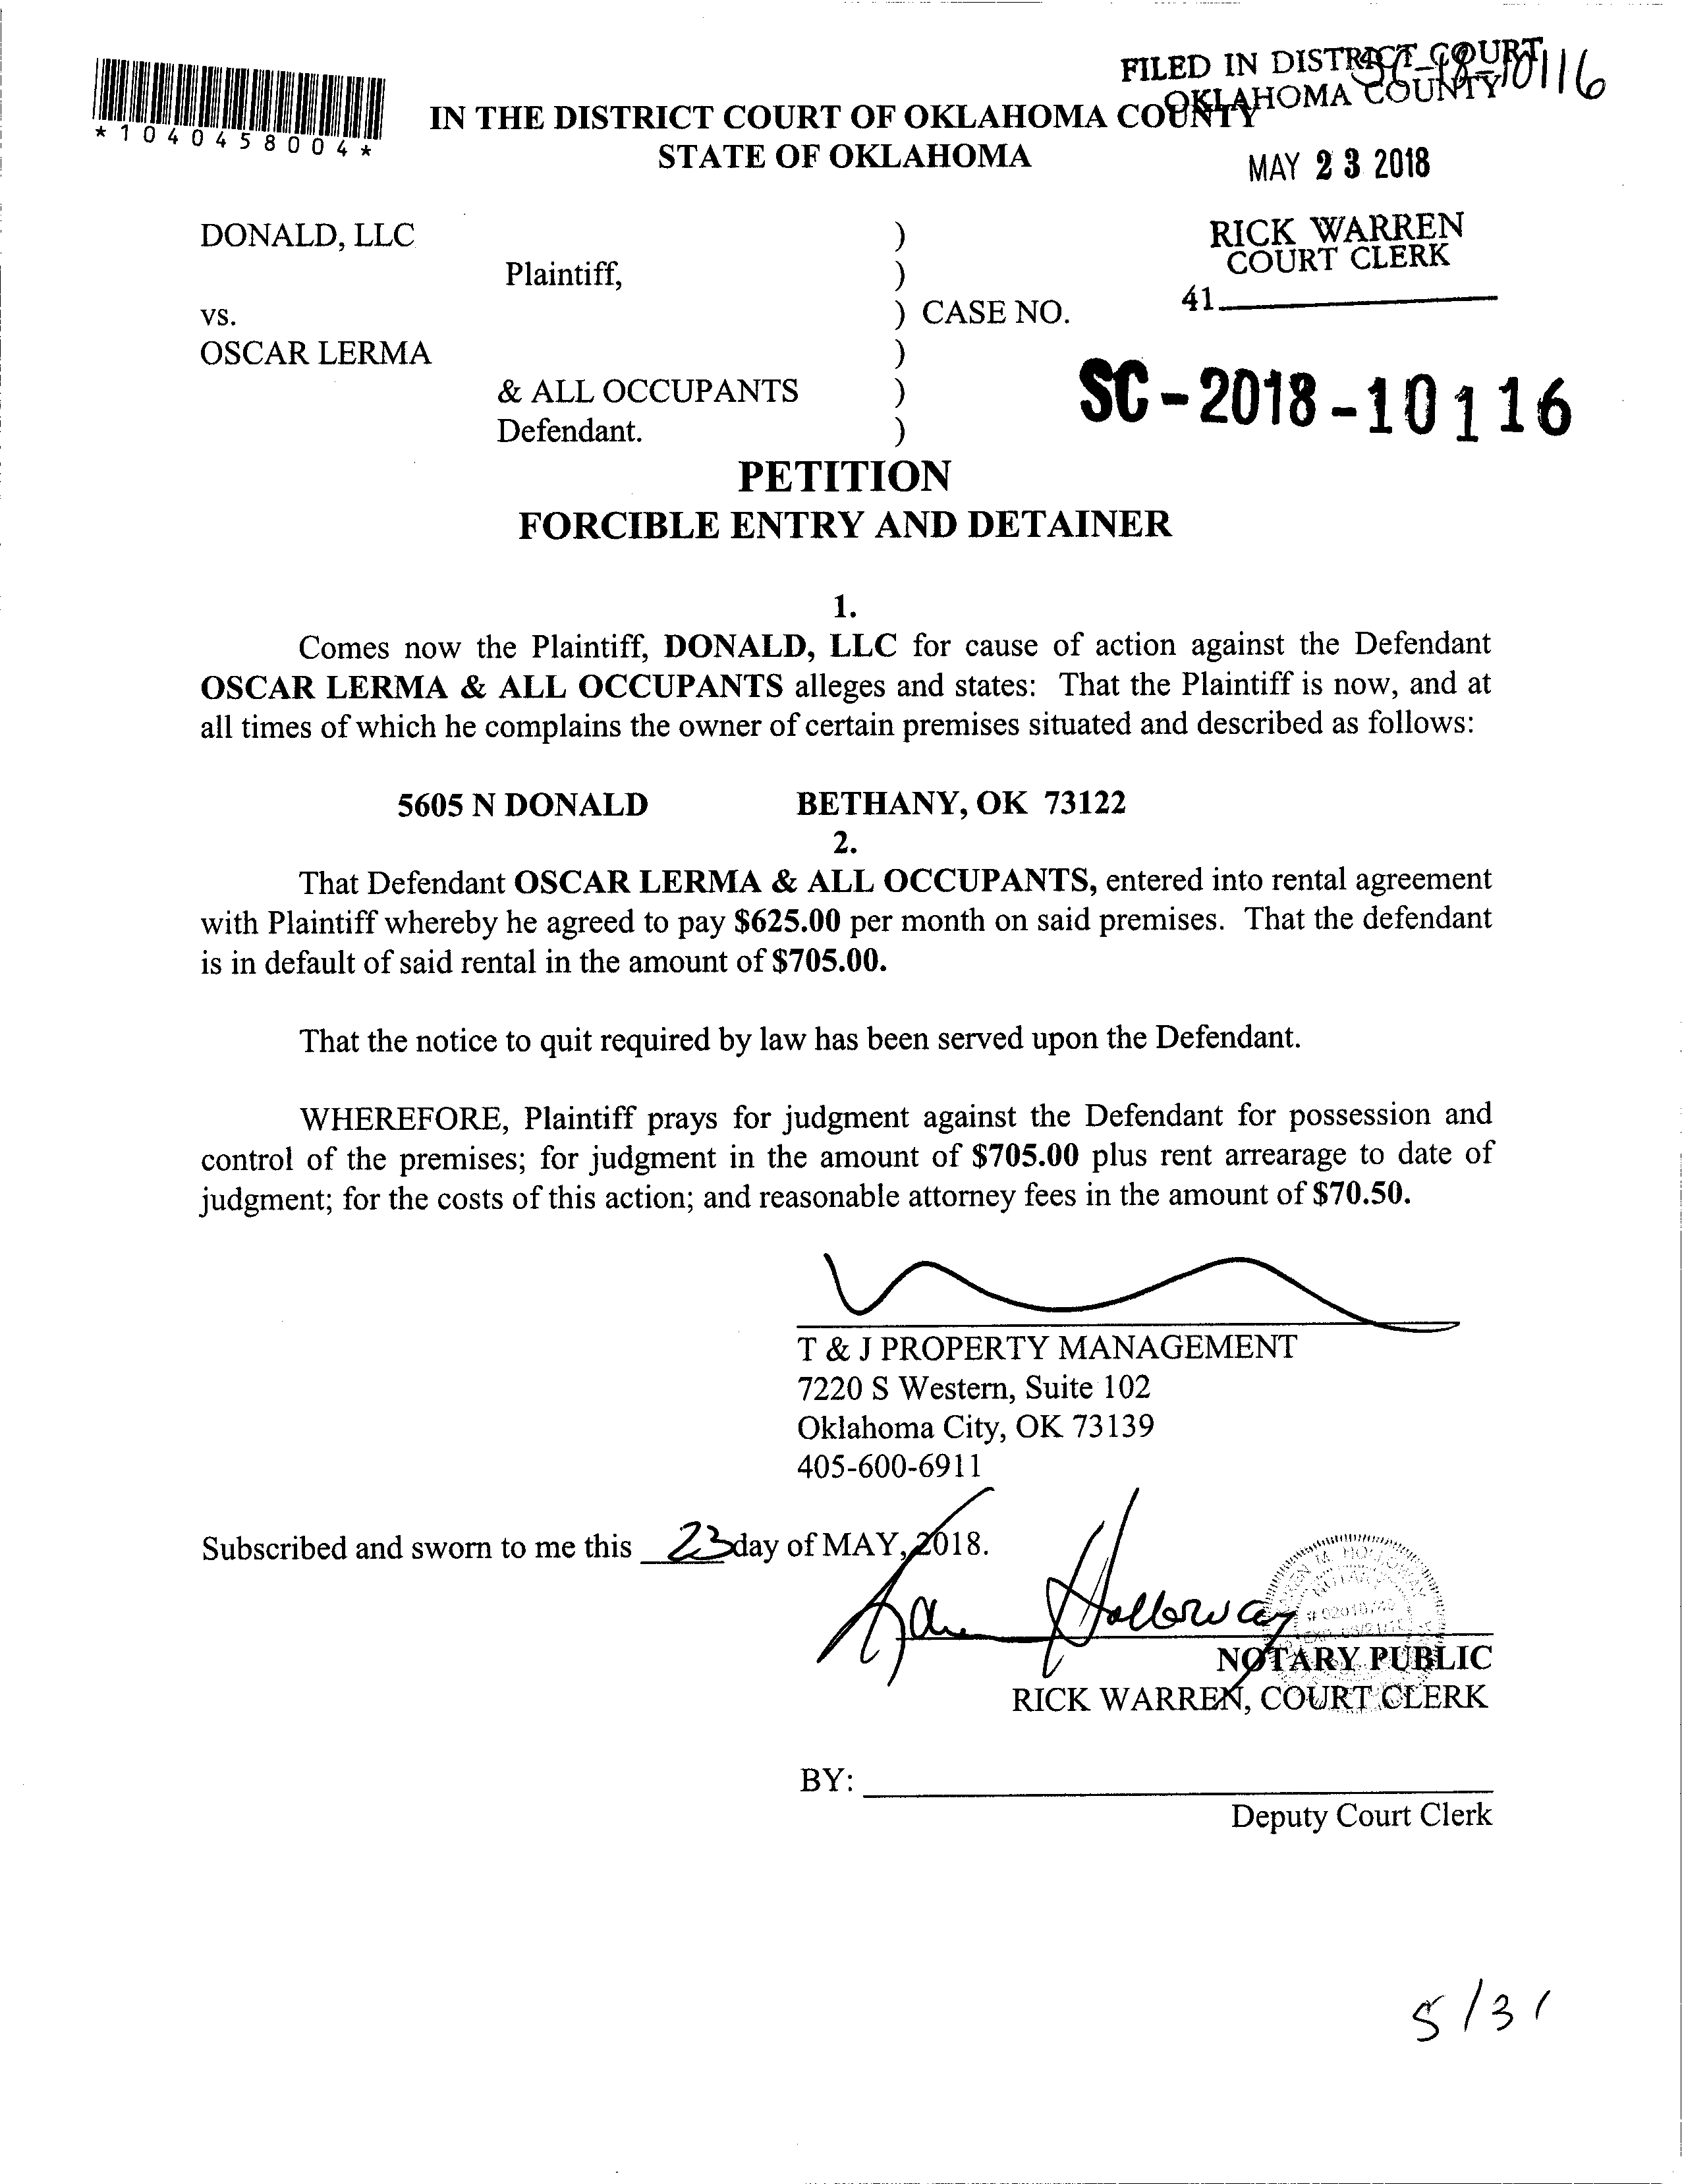 FILED IN DISTRICT COURT
OKLAHOMA COUNTY
SC-18-10116
*1040458004*
IN THE DISTRICT COURT OF OKLAHOMA COUNTY
STATE OF OKLAHOMA
MAY 23 2018
RICK WARREN
COURT CLERK
41
DONALD, LLC )
Plaintiff, )
vs. ) CASE NO.
OSCAR LERMA )
& ALL OCCUPANTS )
Defendant. )
SC-2018-10116
PETITION
FORCIBLE ENTRY AND DETAINER
1.
Comes now the Plaintiff, DONALD, LLC for cause of action against the Defendant
OSCAR LERMA & ALL OCCUPANTS alleges and states: That the Plaintiff is now, and at
all times of which he complains the owner of certain premises situated and described as follows:
5605 N DONALD BETHANY, OK 73122
2.
That Defendant OSCAR LERMA & ALL OCCUPANTS, entered into rental agreement
with Plaintiff whereby he agreed to pay $625.00 per month on said premises. That the defendant
is in default of said rental in the amount of $705.00.
That the notice to quit required by law has been served upon the Defendant.
WHEREFORE, Plaintiff prays for judgment against the Defendant for possession and
control of the premises; for judgment in the amount of $705.00 plus rent arrearage to date of
judgment; for the costs of this action; and reasonable attorney fees in the amount of $70.50.
T & J PROPERTY MANAGEMENT
7220 S Western, Suite 102
Oklahoma City, OK 73139
405-600-6911
Subscribed and sworn to me this 23 day of MAY, 2018.
Holloway
NOTARY PUBLIC
RICK WARREN, COURT CLERK
BY:
Deputy Court Clerk
5/31